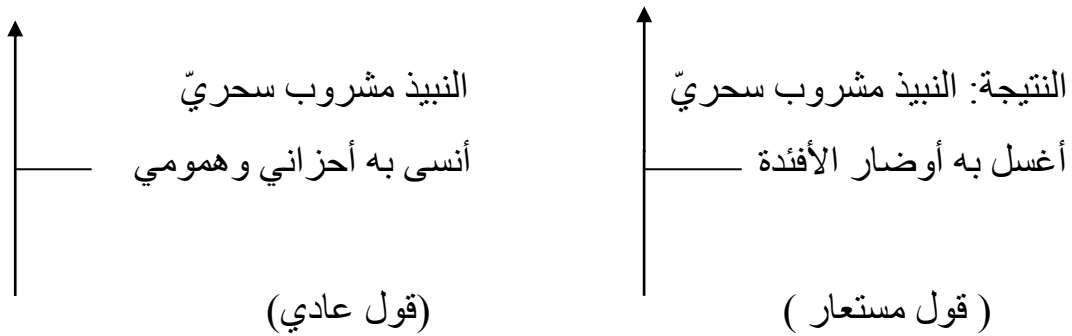 النتيجة: النبيذ مشروب سحريّ
أغسل به أوضار الأفئدة
( قول مستعار )
النبيذ مشروب سحريّ
أنسى به أحزاني وهمومي
(قول عادي)